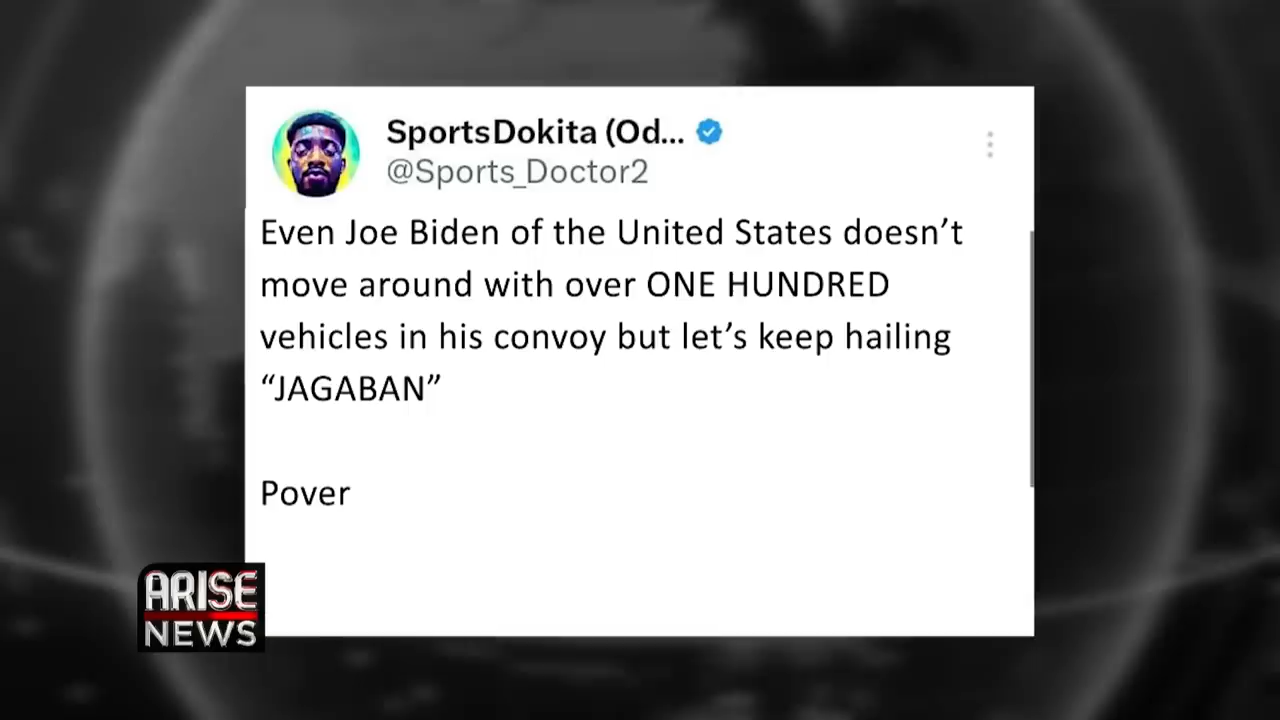 SportsDokita (Od...
@Sports_Doctor2
Even Joe Biden of the United States doesn’t
move around with over ONE HUNDRED
vehicles in his convoy but let’s keep hailing
“JAGABAN”
Pover
ARISE
NEWS